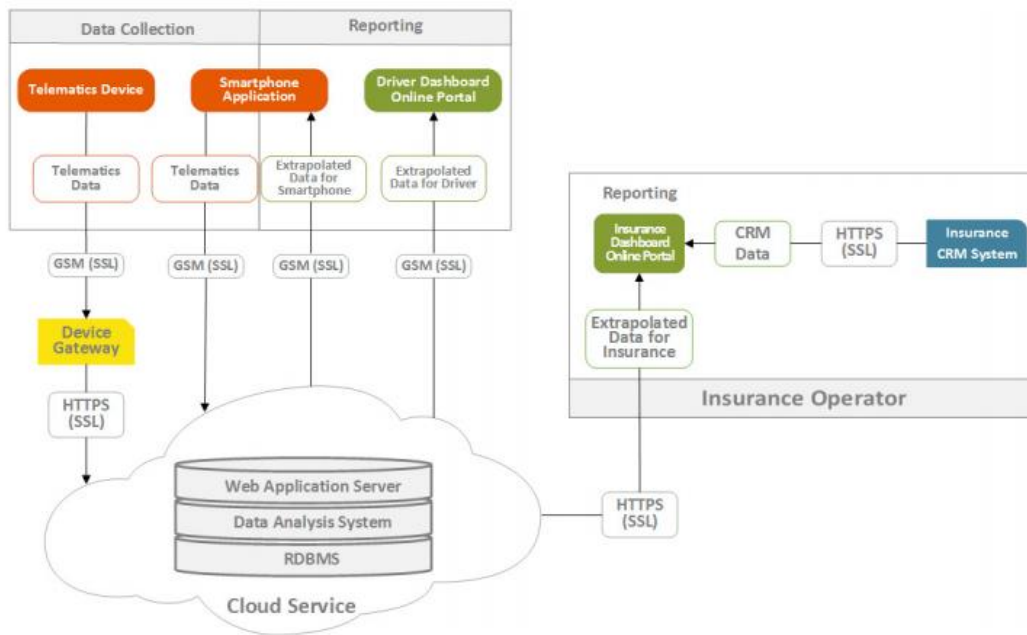 Data Collection
Reporting
Telematics Device
Smartphone
Application
Driver Dashboard
Online Portal
Telematics
Data
Telematics
Data
Extrapolated
Data for
Smartphone
Extrapolated
Data for Driver
GSM (SSL)
GSM (SSL)
GSM (SSL)
GSM (SSL)
Device
Gateway
HTTPS
(SSL)
Web Application Server
Data Analysis System
RDBMS
Cloud Service
HTTPS
(SSL)
Reporting
Insurance
Dashboard
Online Portal
CRM
Data
HTTPS
(SSL)
Insurance
CRM System
Extrapolated
Data for
Insurance
Insurance Operator